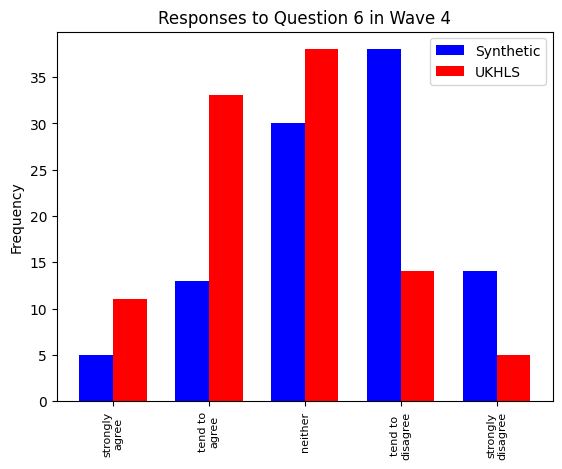 Responses to Question 6 in Wave 4
Synthetic
UKHLS
Frequency
35
30
25
20
15
10
5
0
strongly
agree
tend to
agree
neither
tend to
disagree
strongly
disagree